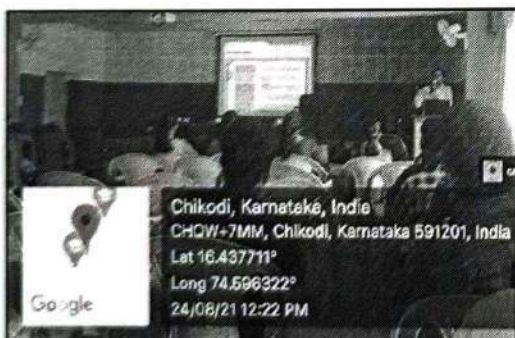 Chikodi, Karnataka, India
CHQW+7MM, Chikodi, Karnataka 591201, India
Lat 16.437711°
Long 74.596322°
24/08/21 12:22 PM
Google